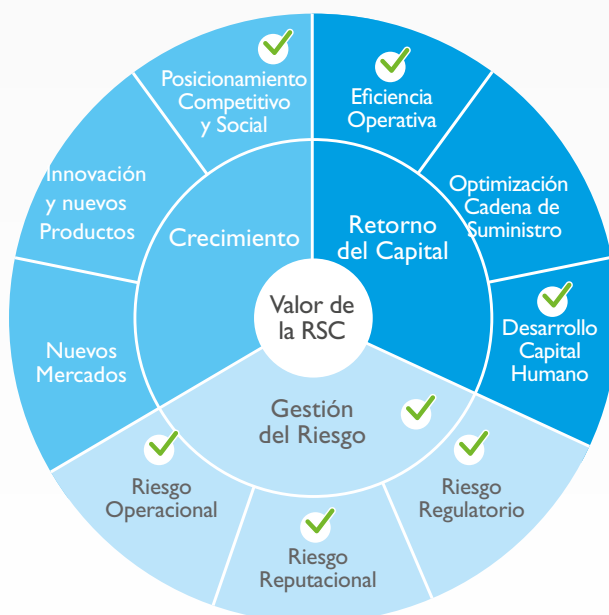 Posicionamiento
Competitivo
y Social
Eficiencia
Operativa
Innovación
y nuevos
Productos
Optimización
Cadena de
Suministro
Crecimiento
Retorno
del Capital
Valor de
la RSC
Nuevos
Mercados
Desarrollo
Capital
Humano
Gestión
del Riesgo
Riesgo
Operacional
Riesgo
Reputacional
Riesgo
Regulatorio